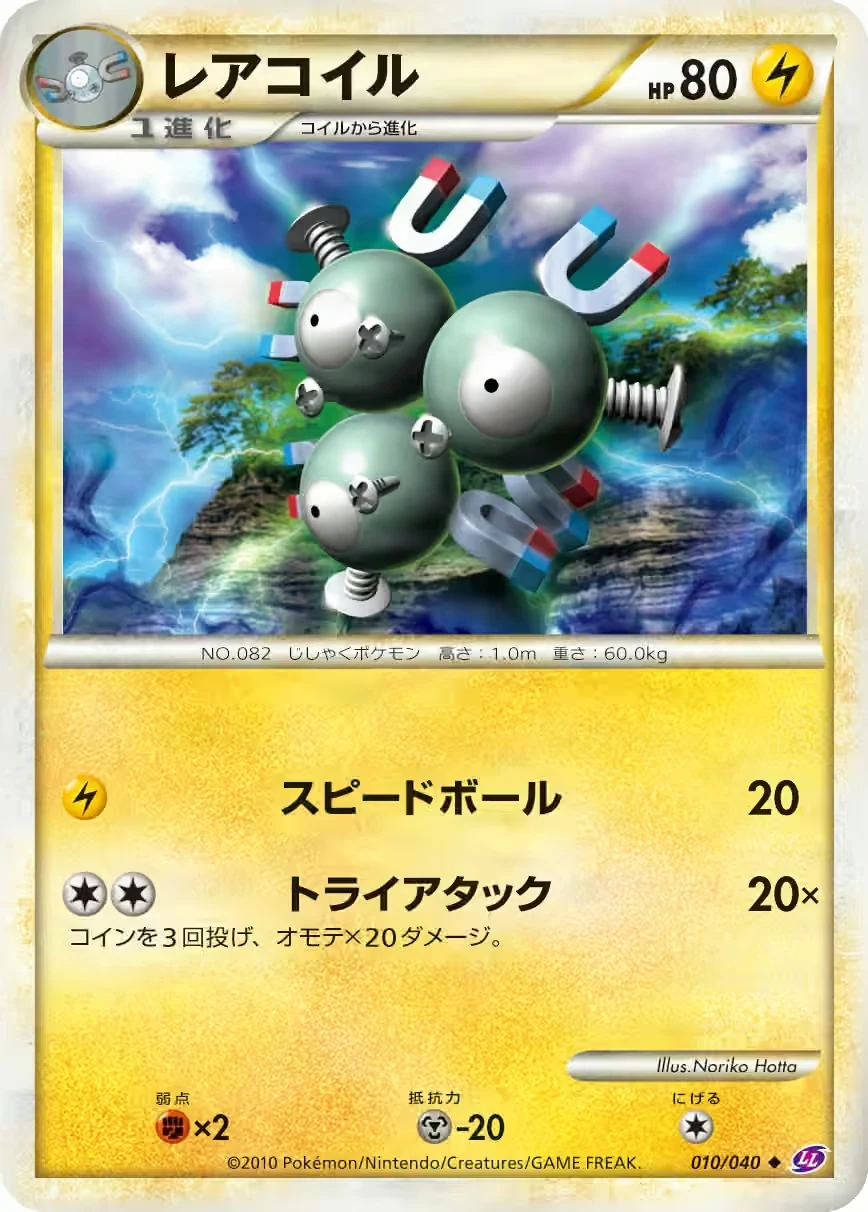 レアコイル
HP80
1進化
コイルから進化
NO.082 じしゃくポケモン 高さ：1.0m 重さ：60.0kg
スピードボール 20
トライアタック 20×
コインを3回投げ、オモテ×20ダメージ。
Illus.Noriko Hotta
弱点 抵抗力 にげる
×2 -20
©2010 Pokémon/Nintendo/Creatures/GAME FREAK. 010/040 ◆ LL